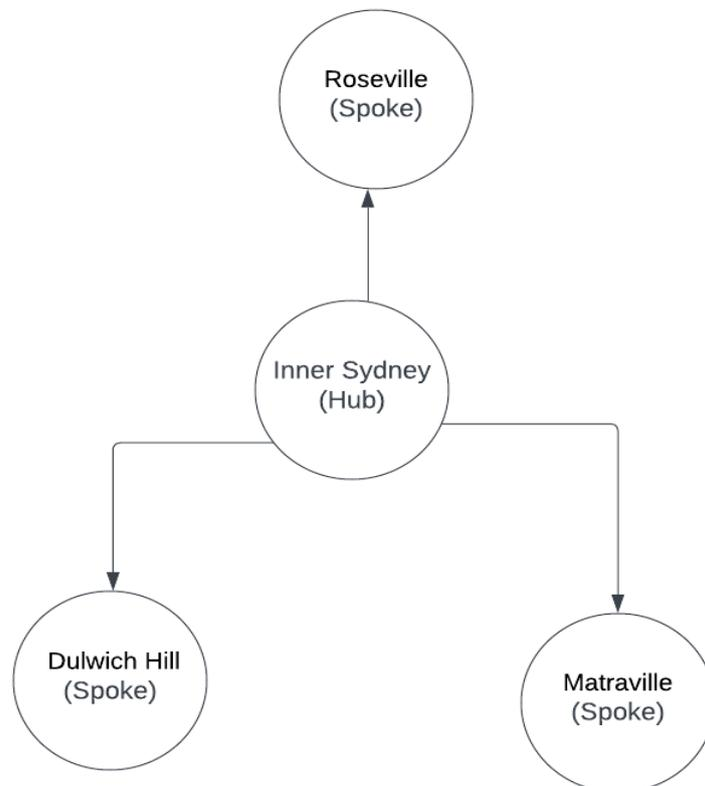 Roseville
(Spoke)
Inner Sydney
(Hub)
Dulwich Hill
(Spoke)
Matraville
(Spoke)